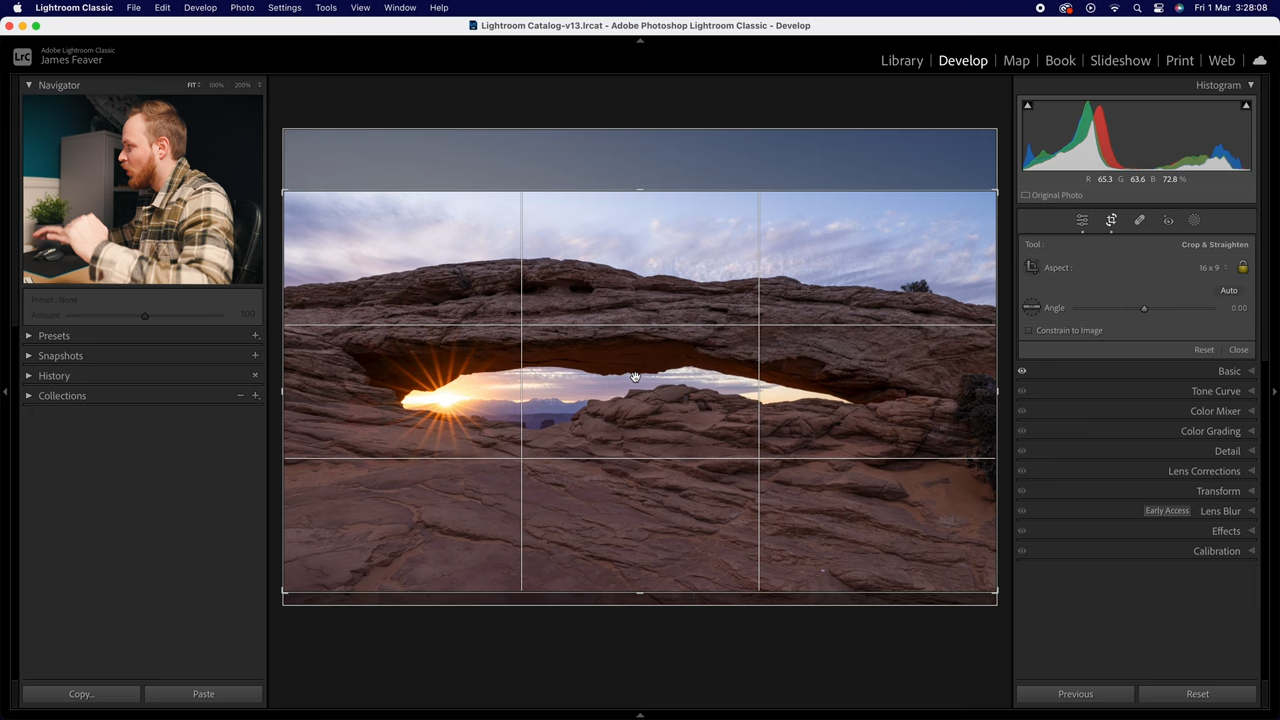 Lightroom Classic File Edit Develop Photo Settings Tools View Window Help Fri 1 Mar 3:28:08
Lightroom Catalog-v13.lrcat - Adobe Photoshop Lightroom Classic - Develop
LrC
Adobe Lightroom Classic
James Feaver
Library | Develop | Map | Book | Slideshow | Print | Web
Navigator FIT 100% 200%
Histogram
R 65.3 G 63.6 B 72.8 %
Original Photo
Tool : Crop & Straighten
Aspect : 16 x 9
Auto
Angle 0.00
Constrain to Image
Reset Close
Preset : None
Amount 100
Presets
Snapshots
History
Collections
Basic
Tone Curve
Color Mixer
Color Grading
Detail
Lens Corrections
Transform
Early Access Lens Blur
Effects
Calibration
Copy... Paste
Previous Reset